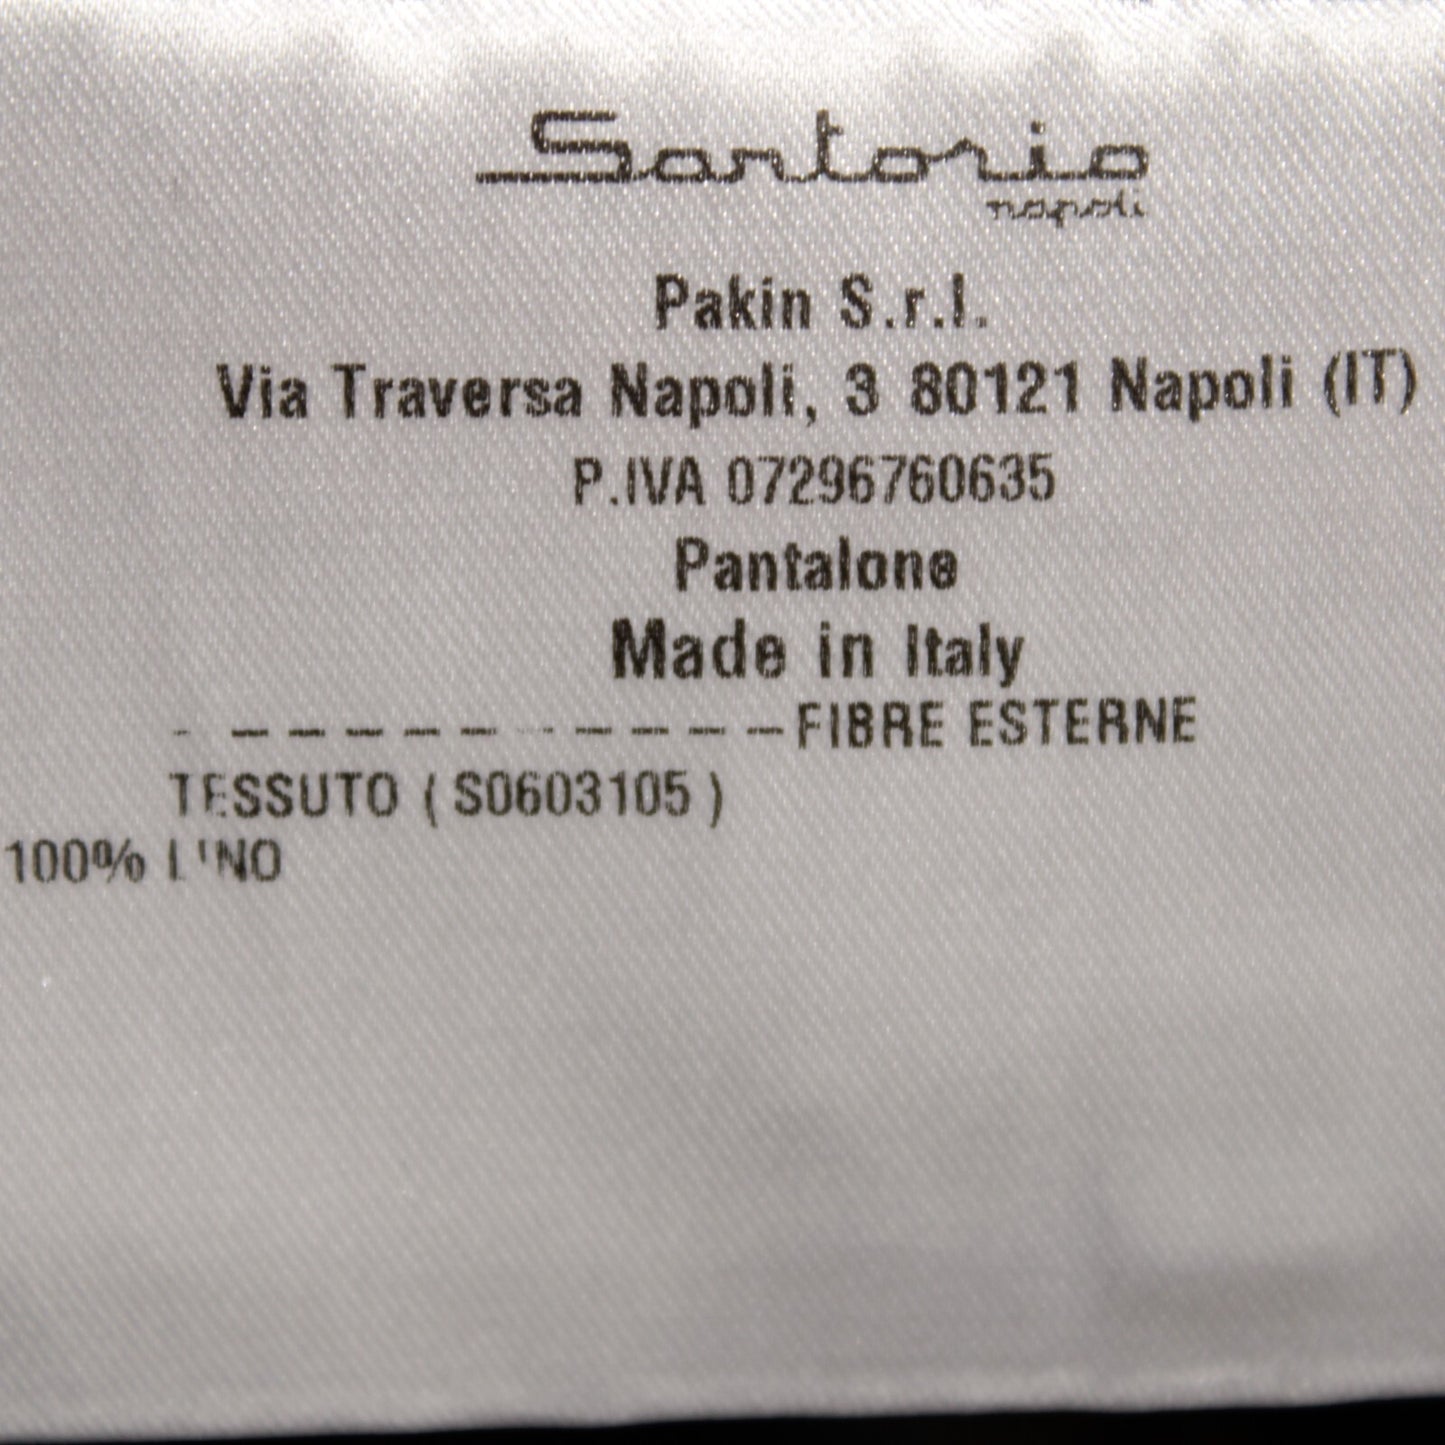 Sartorio
napoli
Pakin S.r.l.
Via Traversa Napoli, 3 80121 Napoli (IT)
P.IVA 07296760635
Pantalone
Made in Italy
- - - - - - - - - - -FIBRE ESTERNE
TESSUTO ( S0603105 )
100% LINO